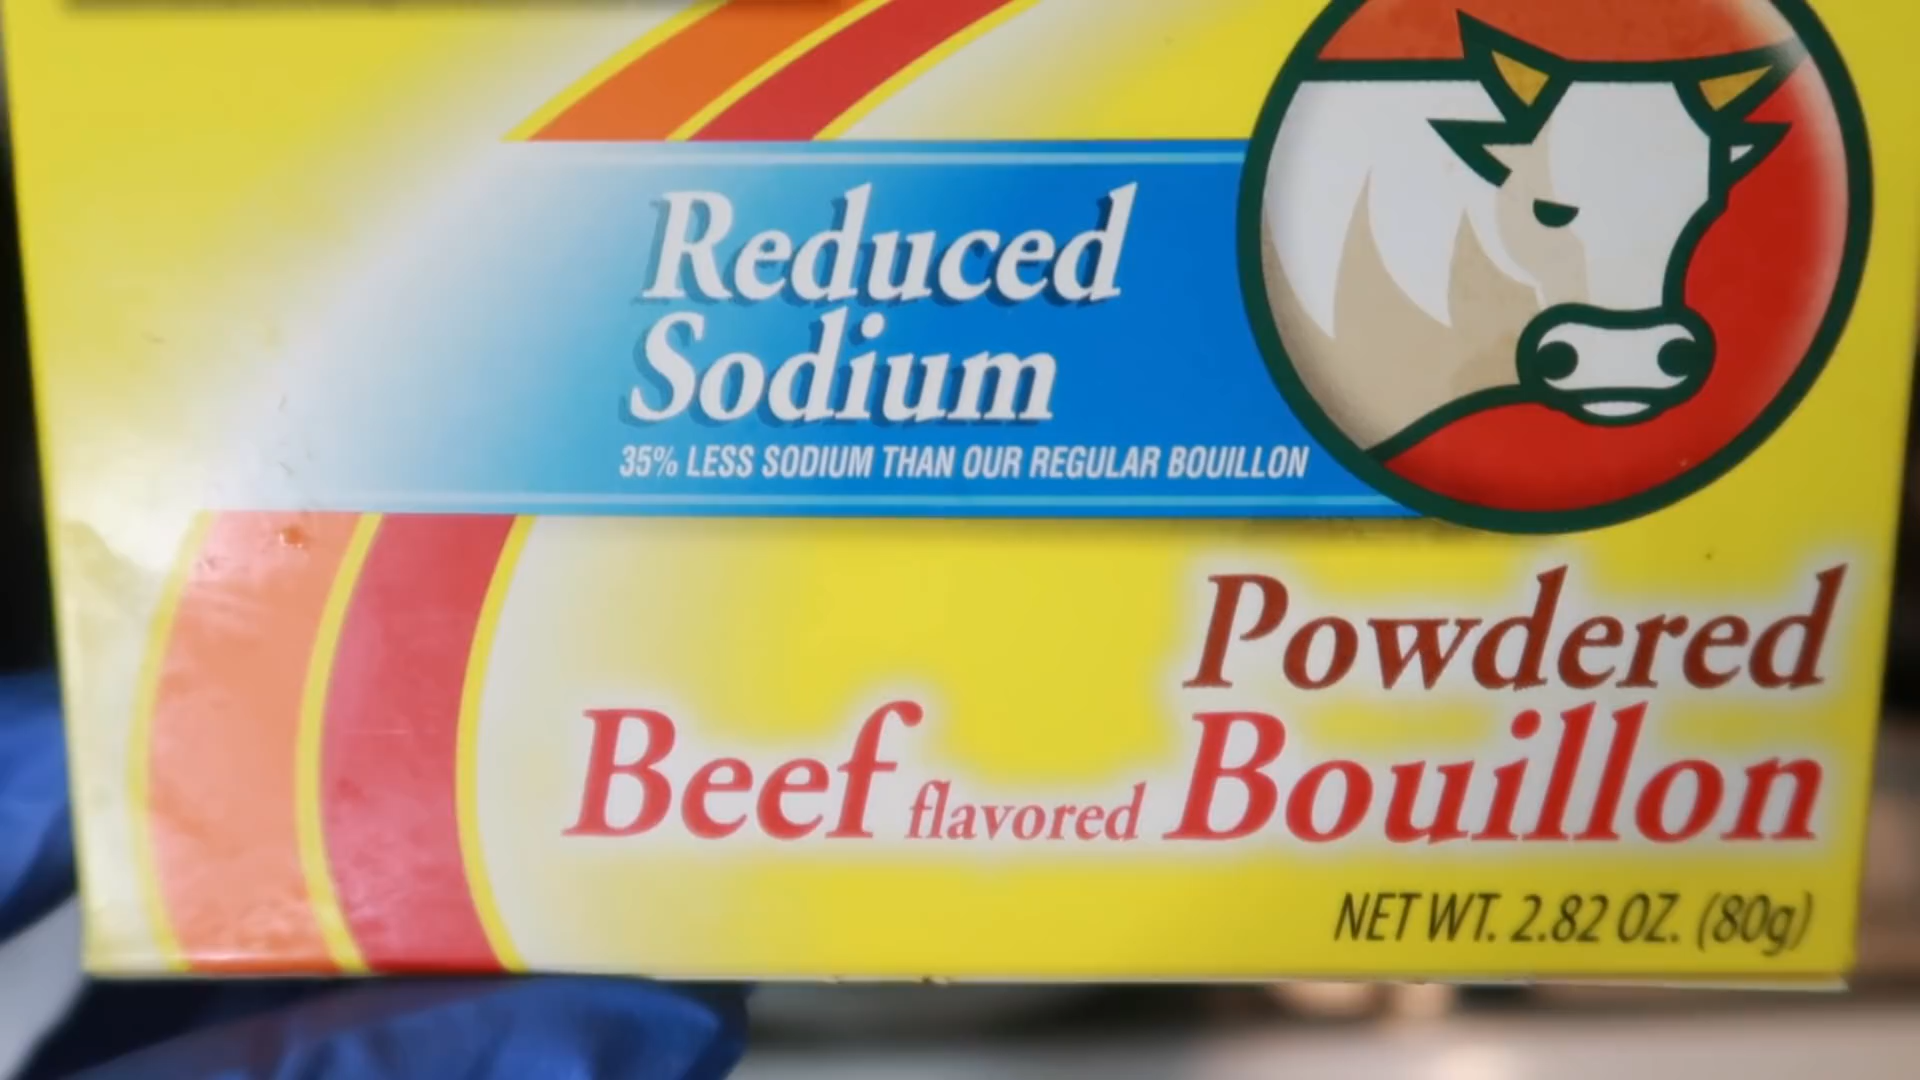 Reduced
Sodium
35% LESS SODIUM THAN OUR REGULAR BOUILLON
Powdered
Beef flavored Bouillon
NET WT. 2.82 OZ. (80g)